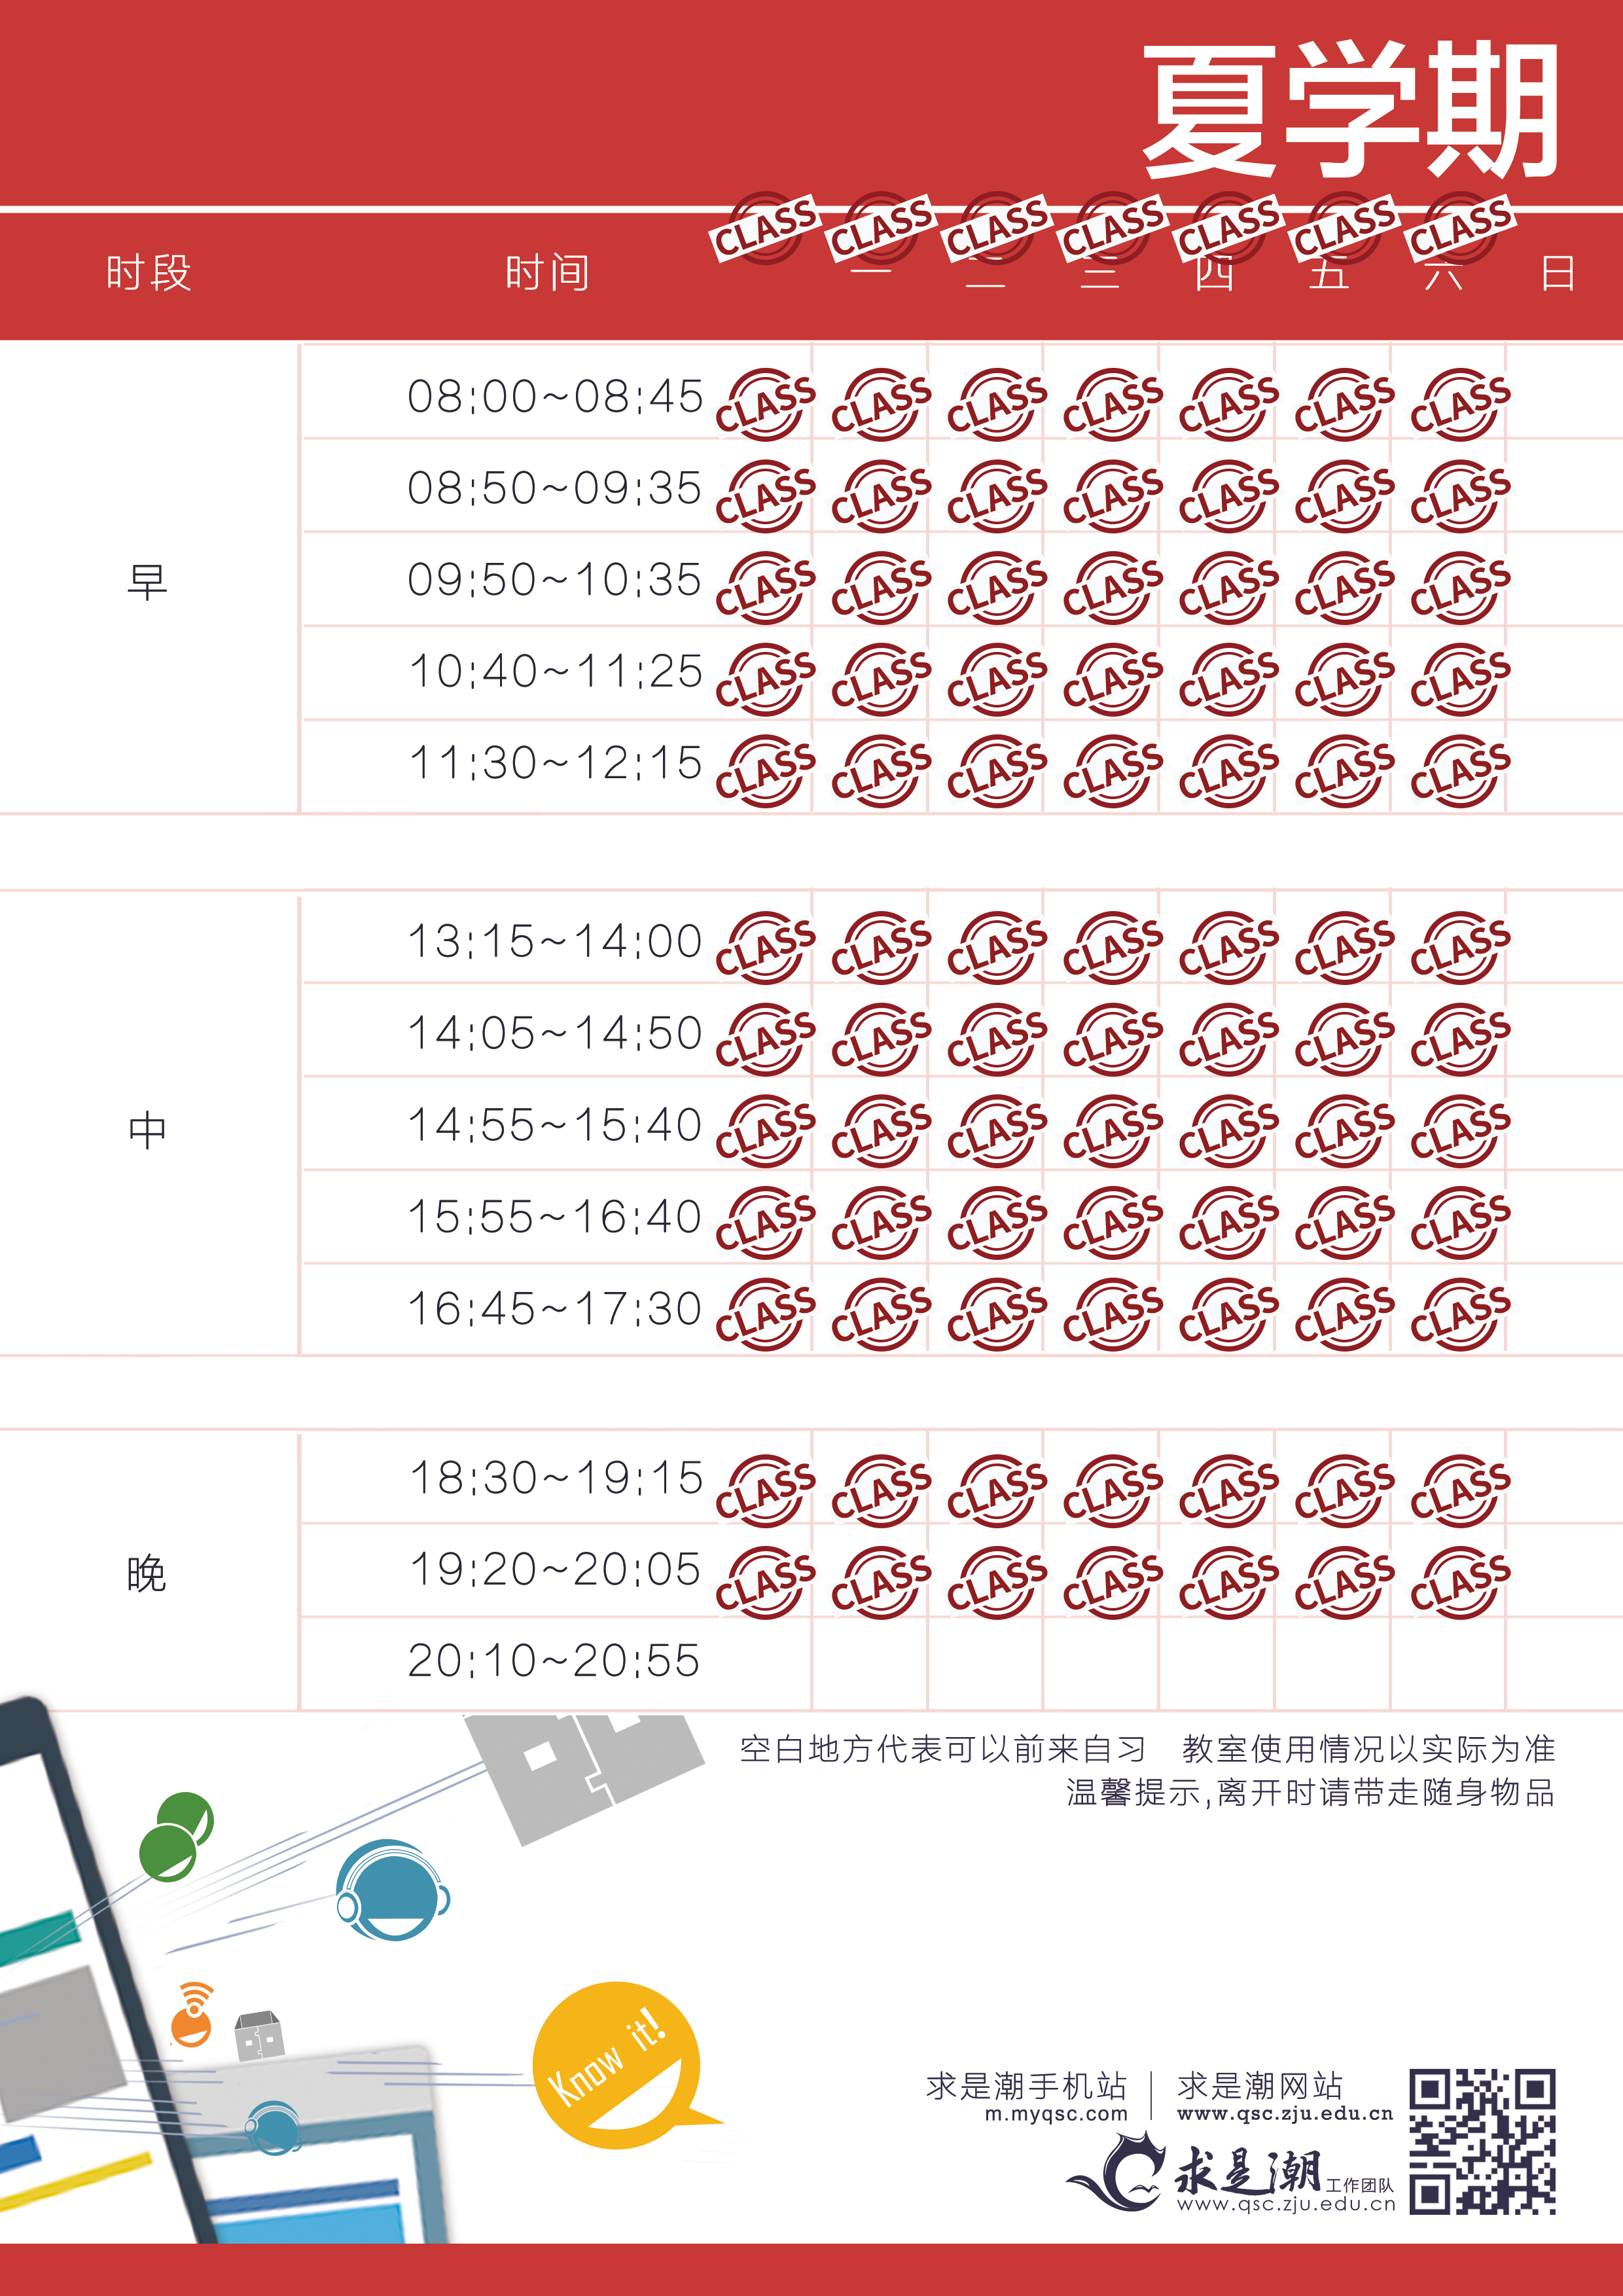 夏学期
CLASS CLASS CLASS CLASS CLASS CLASS CLASS
时段 时间 一 二 三 四 五 六 日
08:00~08:45 CLASS CLASS CLASS CLASS CLASS CLASS CLASS
08:50~09:35 CLASS CLASS CLASS CLASS CLASS CLASS CLASS
早 09:50~10:35 CLASS CLASS CLASS CLASS CLASS CLASS CLASS
10:40~11:25 CLASS CLASS CLASS CLASS CLASS CLASS CLASS
11:30~12:15 CLASS CLASS CLASS CLASS CLASS CLASS CLASS
13:15~14:00 CLASS CLASS CLASS CLASS CLASS CLASS CLASS
14:05~14:50 CLASS CLASS CLASS CLASS CLASS CLASS CLASS
中 14:55~15:40 CLASS CLASS CLASS CLASS CLASS CLASS CLASS
15:55~16:40 CLASS CLASS CLASS CLASS CLASS CLASS CLASS
16:45~17:30 CLASS CLASS CLASS CLASS CLASS CLASS CLASS
18:30~19:15 CLASS CLASS CLASS CLASS CLASS CLASS CLASS
晚 19:20~20:05 CLASS CLASS CLASS CLASS CLASS CLASS CLASS
20:10~20:55
空白地方代表可以前来自习 教室使用情况以实际为准
温馨提示,离开时请带走随身物品
Know it!
求是潮手机站 | 求是潮网站
m.myqsc.com | www.qsc.zju.edu.cn
求是潮 工作团队
www.qsc.zju.edu.cn